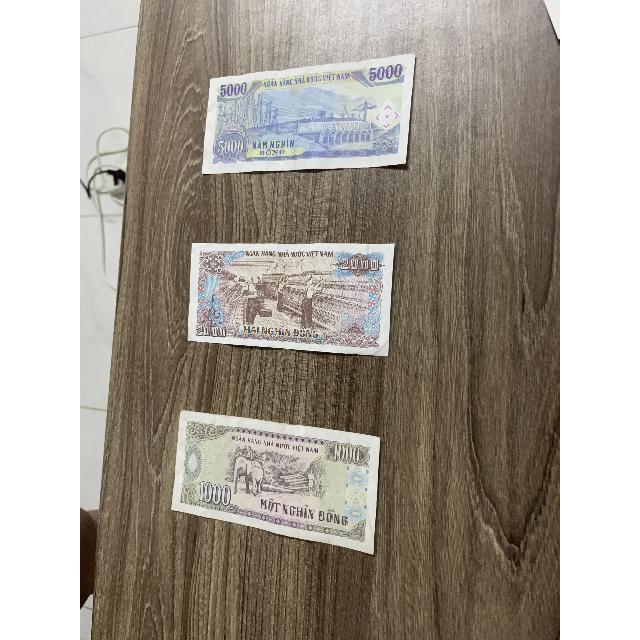 NGÂN HÀNG NHÀ NƯỚC VIỆT NAM
5000
5000
5000
NĂM NGHÌN
ĐỒNG
NGÂN HÀNG NHÀ NƯỚC VIỆT NAM
2000
2000
HAI NGHÌN ĐỒNG
NGÂN HÀNG NHÀ NƯỚC VIỆT NAM
1000
1000
MỘT NGHÌN ĐỒNG